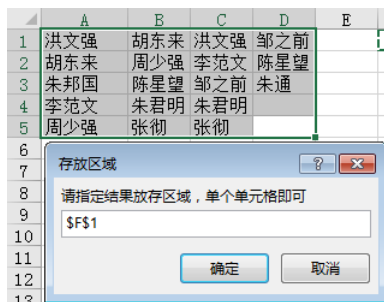 A B C D E
1 洪文强 胡东来 洪文强 邹之前
2 胡东来 周少强 李范文 陈星望
3 朱邦国 陈星望 邹之前 朱通
4 李范文 朱君明 朱君明
5 周少强 张彻 张彻
6
7
8
9
10
11
12
13
存放区域
请指定结果放存区域，单个单元格即可
$F$1
确定 取消